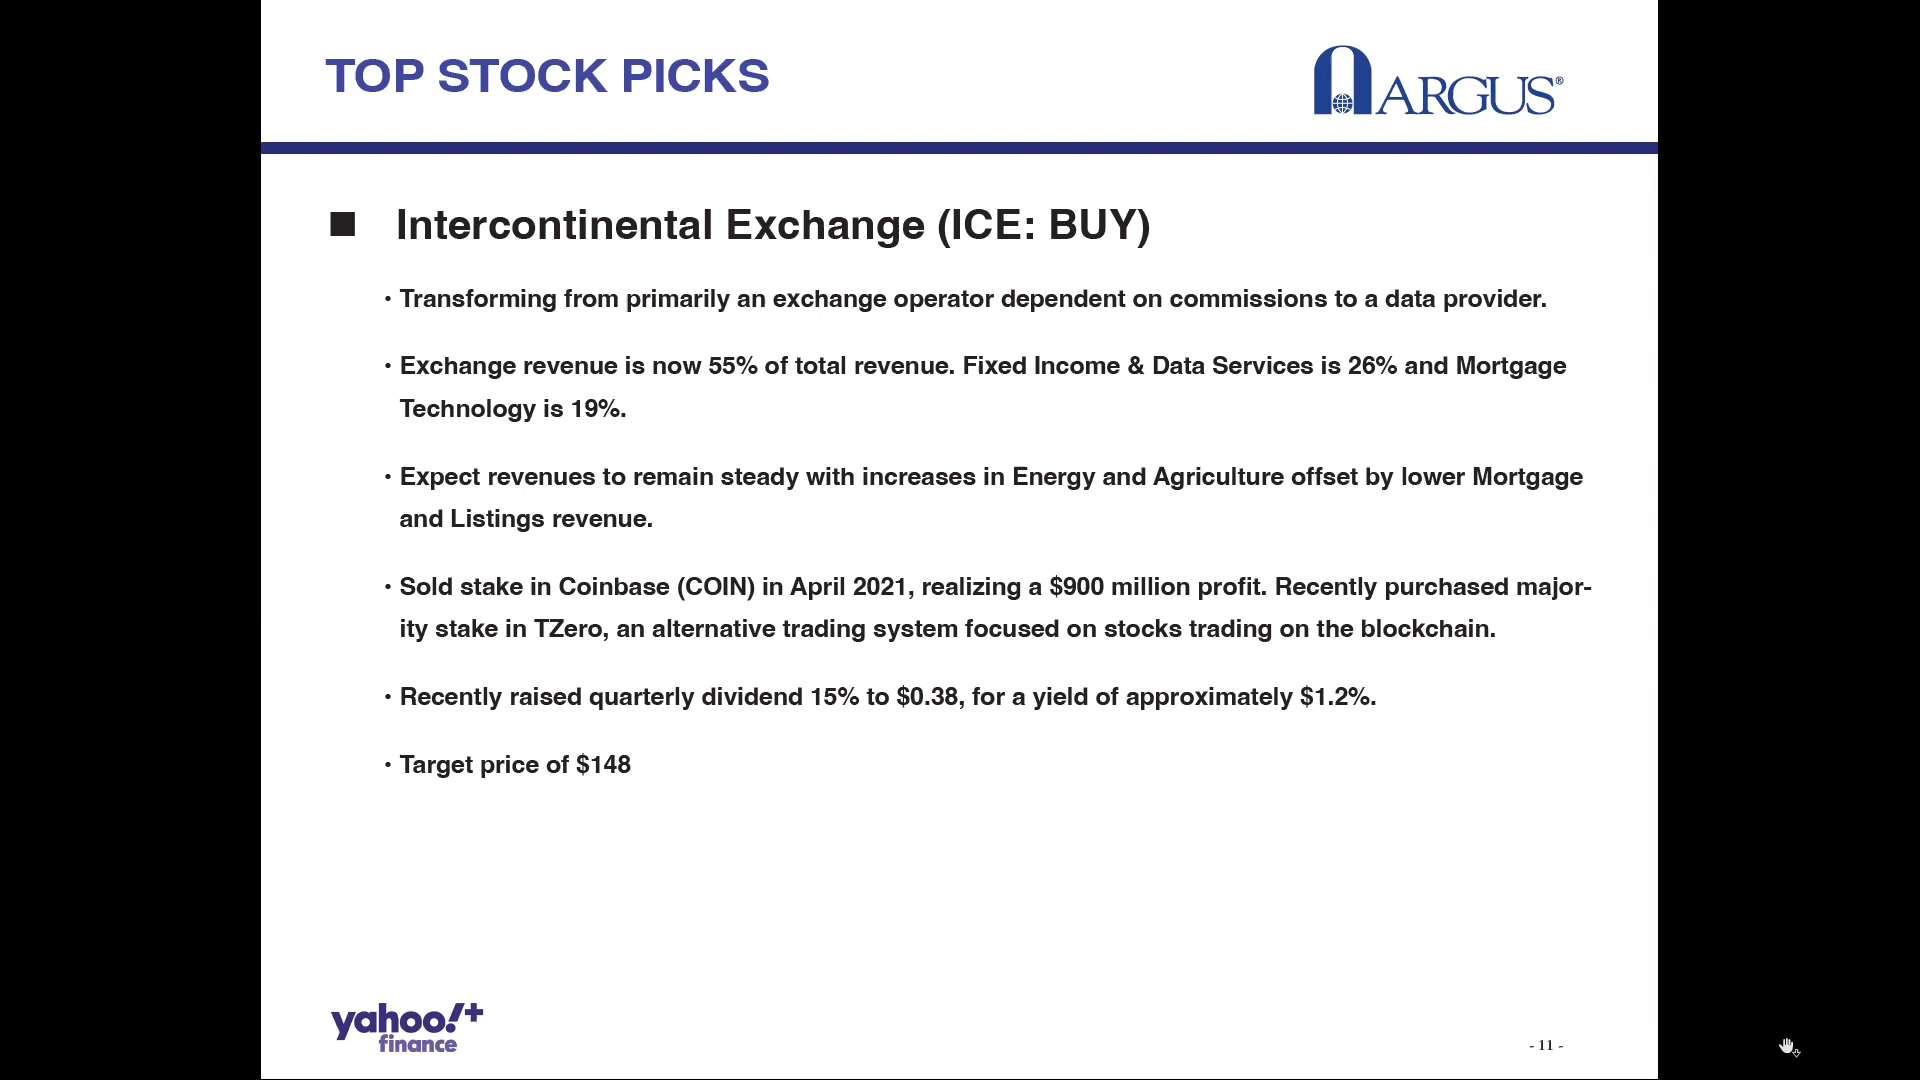 TOP STOCK PICKS
ARGUS®
Intercontinental Exchange (ICE: BUY)
• Transforming from primarily an exchange operator dependent on commissions to a data provider.
• Exchange revenue is now 55% of total revenue. Fixed Income & Data Services is 26% and Mortgage
Technology is 19%.
• Expect revenues to remain steady with increases in Energy and Agriculture offset by lower Mortgage
and Listings revenue.
• Sold stake in Coinbase (COIN) in April 2021, realizing a $900 million profit. Recently purchased major-
ity stake in TZero, an alternative trading system focused on stocks trading on the blockchain.
• Recently raised quarterly dividend 15% to $0.38, for a yield of approximately $1.2%.
• Target price of $148
yahoo!+
finance
- 11 -